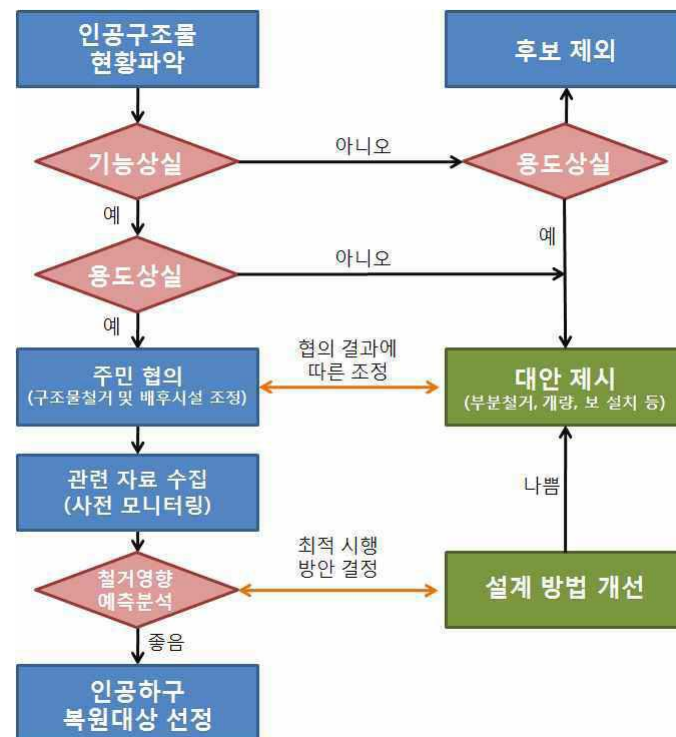 인공구조물
현황파악
후보 제외
기능상실
아니오
용도상실
예
예
용도상실
아니오
예
주민 협의
(구조물철거 및 배후시설 조정)
협의 결과에
따른 조정
대안 제시
(부분철거, 개량, 보 설치 등)
관련 자료 수집
(사전 모니터링)
나쁨
철거영향
예측분석
최적 시행
방안 결정
설계 방법 개선
좋음
인공하구
복원대상 선정